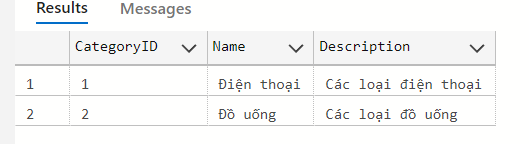 Results Messages
CategoryID Name Description
1 1 Điện thoại Các loại điện thoại
2 2 Đồ uống Các loại đồ uống